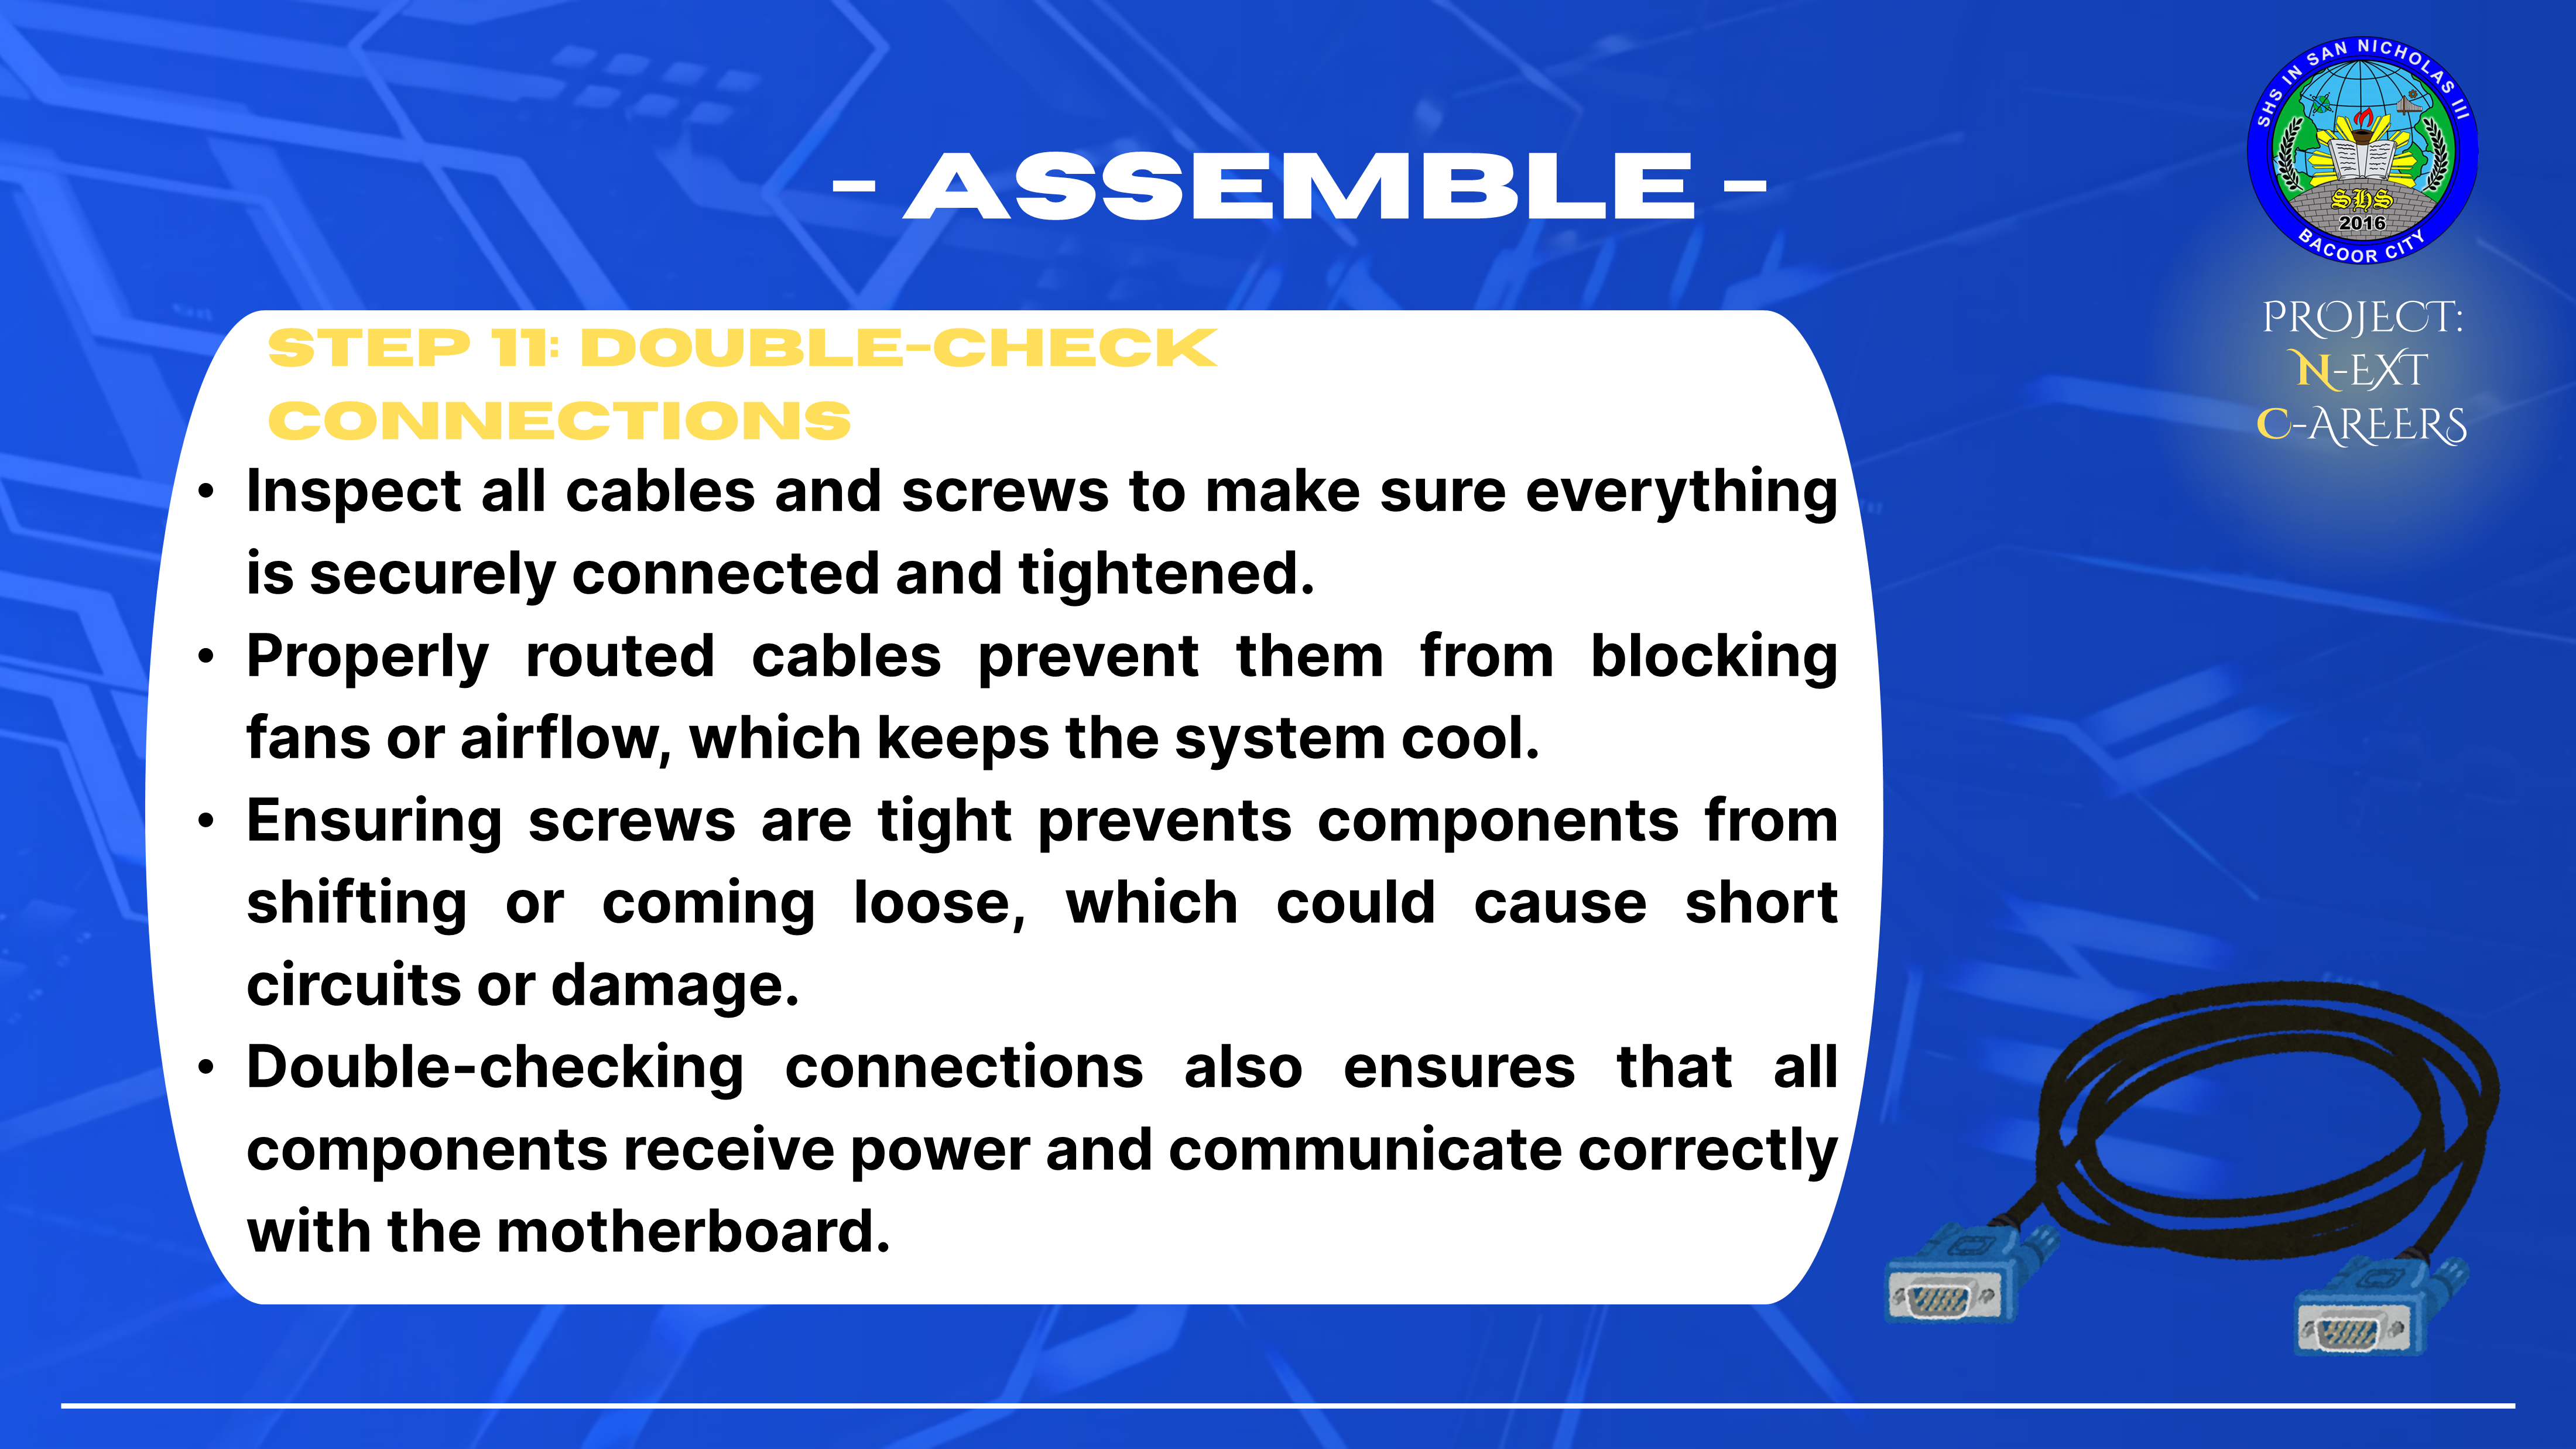 SHS IN SAN NICHOLAS III
SHS
2016
BACOOR CITY
- ASSEMBLE -
PROJECT:
N-EXT
C-AREERS
STEP 11: DOUBLE-CHECK
CONNECTIONS
• Inspect all cables and screws to make sure everything
is securely connected and tightened.
• Properly routed cables prevent them from blocking
fans or airflow, which keeps the system cool.
• Ensuring screws are tight prevents components from
shifting or coming loose, which could cause short
circuits or damage.
• Double-checking connections also ensures that all
components receive power and communicate correctly
with the motherboard.